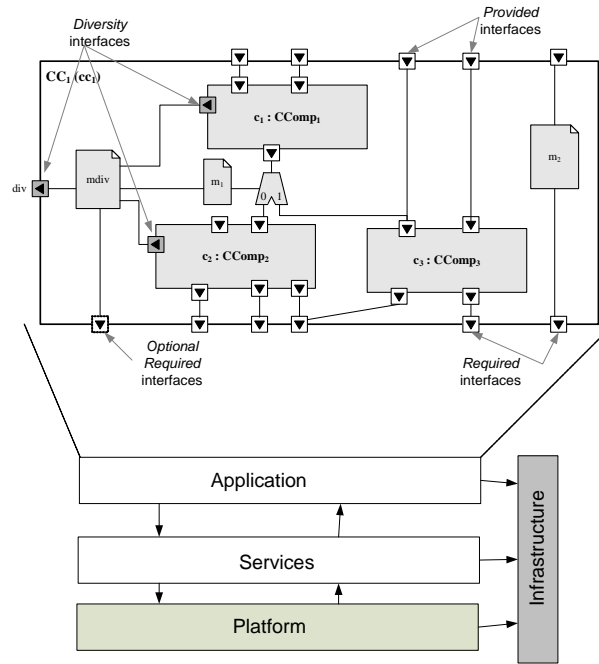 Diversity
interfaces
Provided
interfaces
CC₁ (cc₁)
c₁ : CComp₁
div
mdiv
m₁
m₂
0 1
c₂ : CComp₂
c₃ : CComp₃
Optional
Required
interfaces
Required
interfaces
Application
Services
Platform
Infrastructure